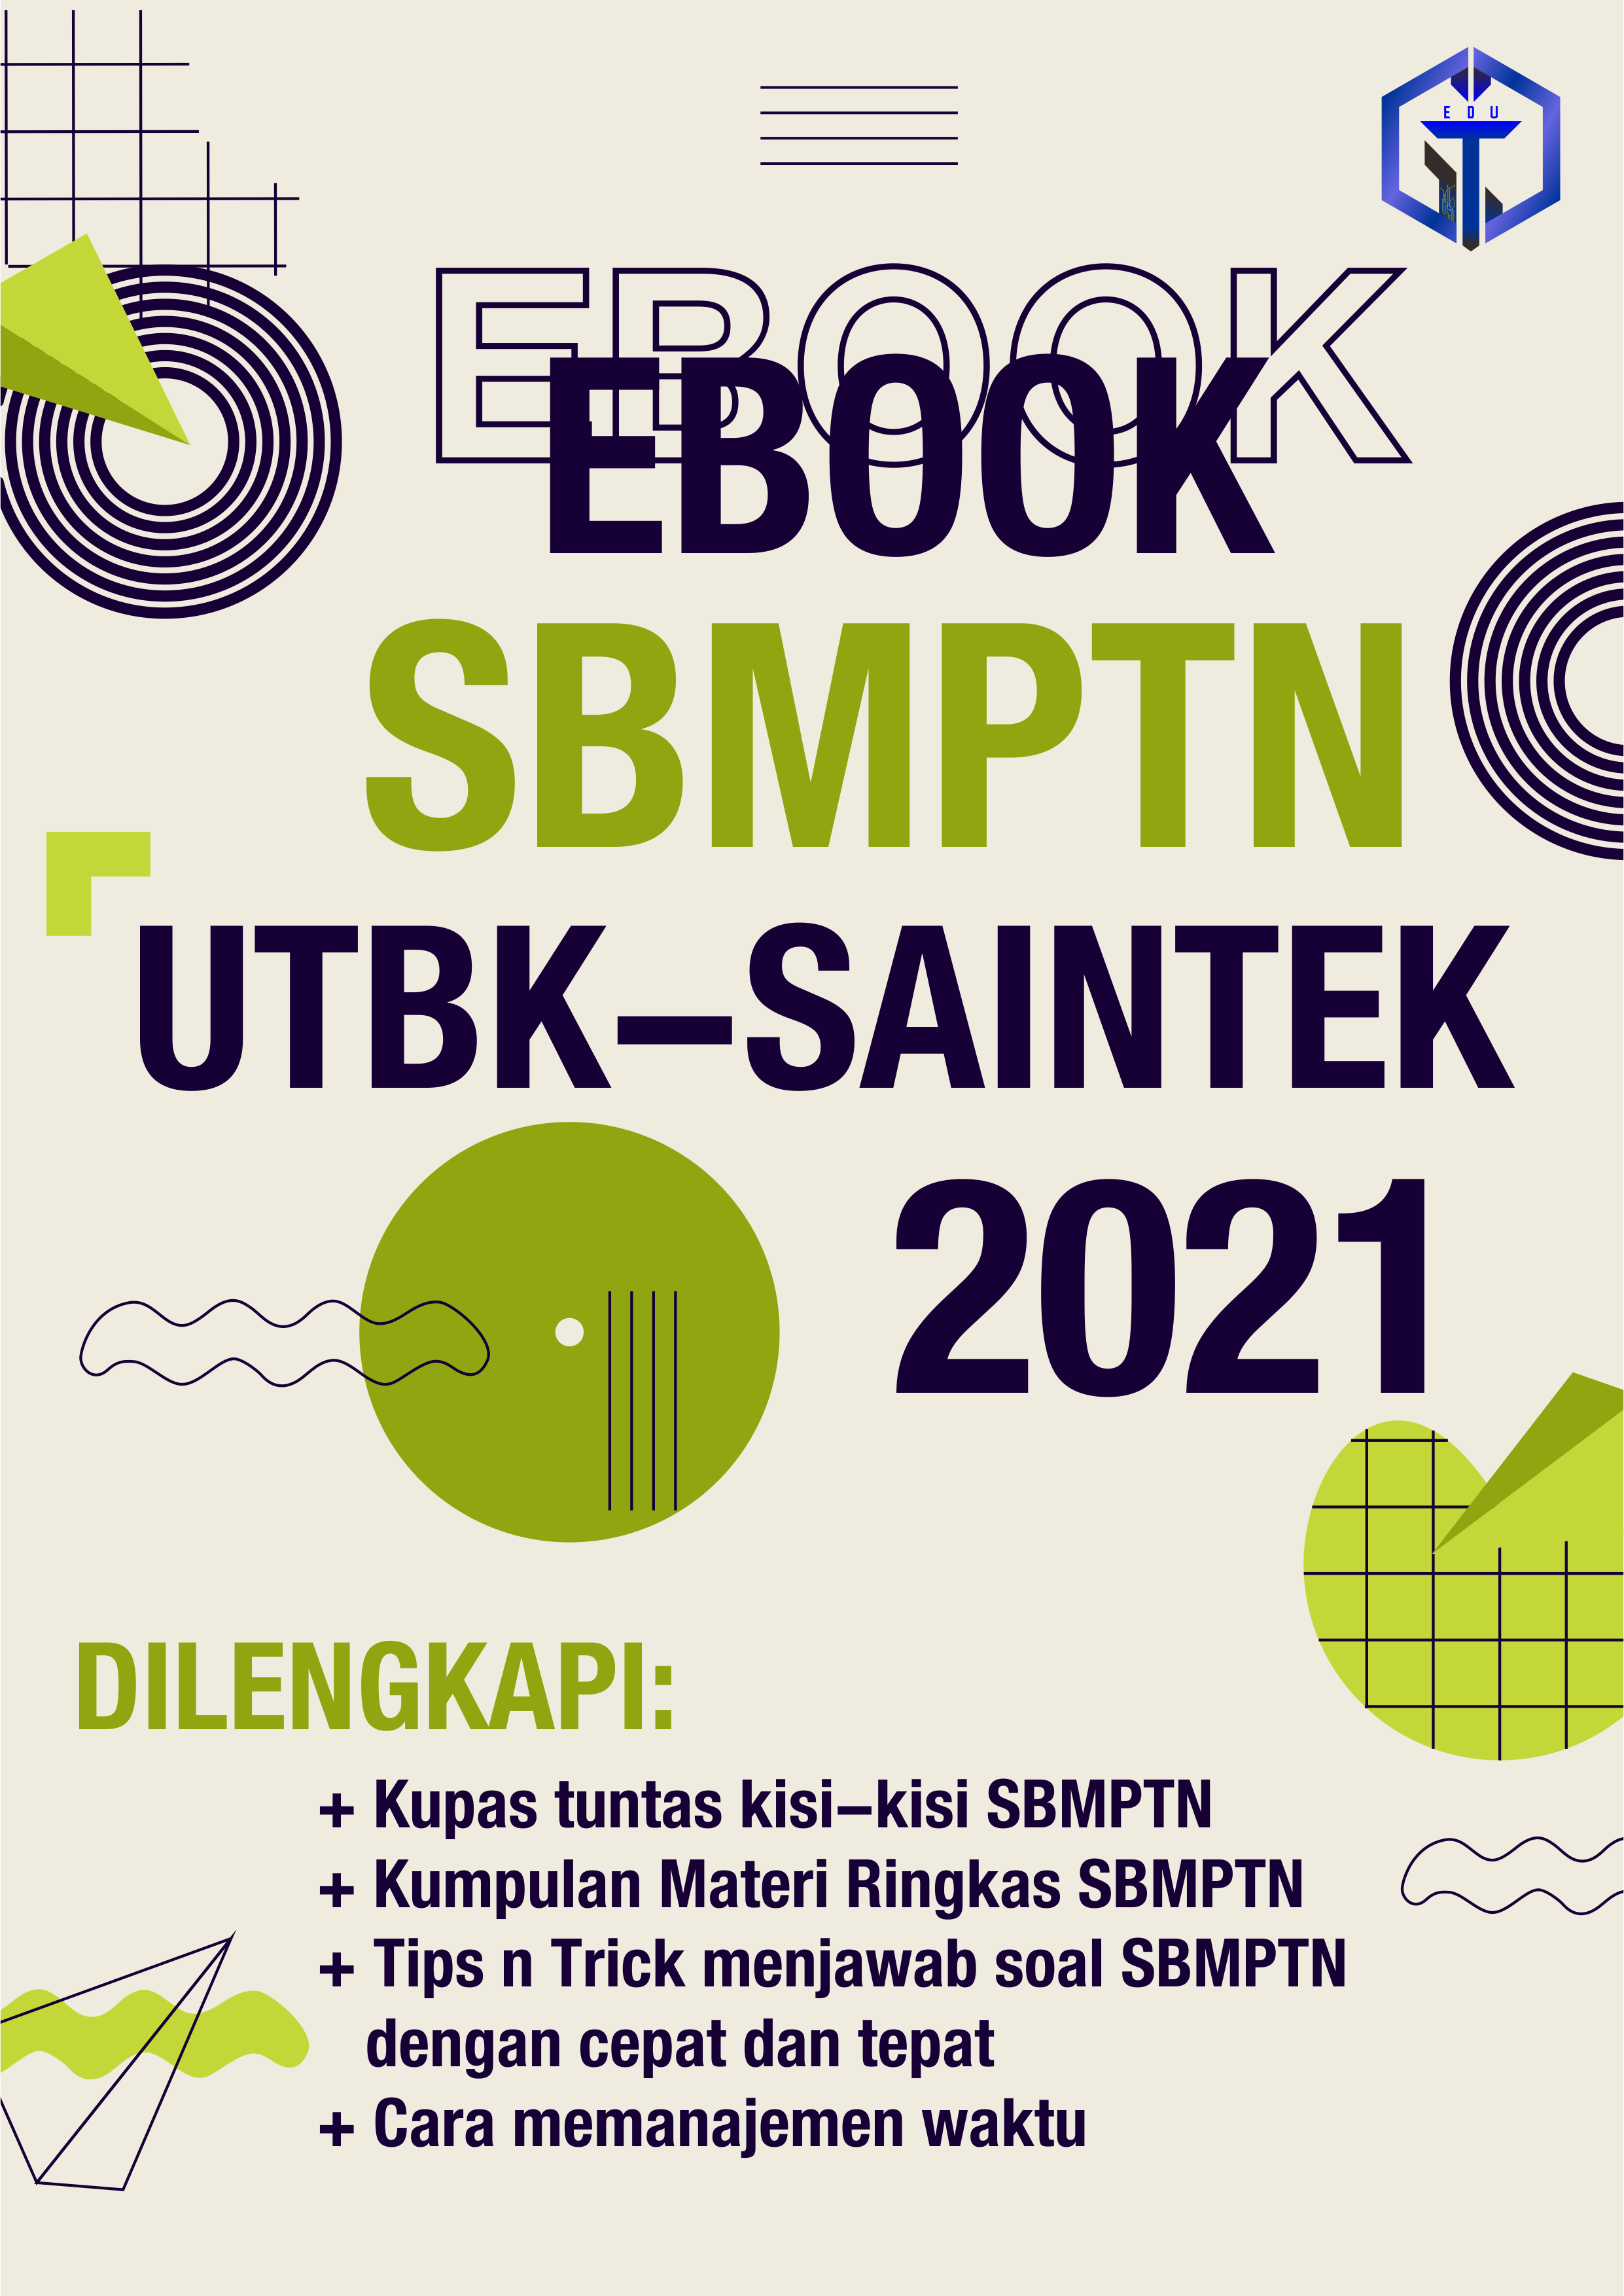 EDU
EBOOK
EBOOK
SBMPTN
UTBK–SAINTEK
2021
DILENGKAPI:
+ Kupas tuntas kisi–kisi SBMPTN
+ Kumpulan Materi Ringkas SBMPTN
+ Tips n Trick menjawab soal SBMPTN
dengan cepat dan tepat
+ Cara memanajemen waktu